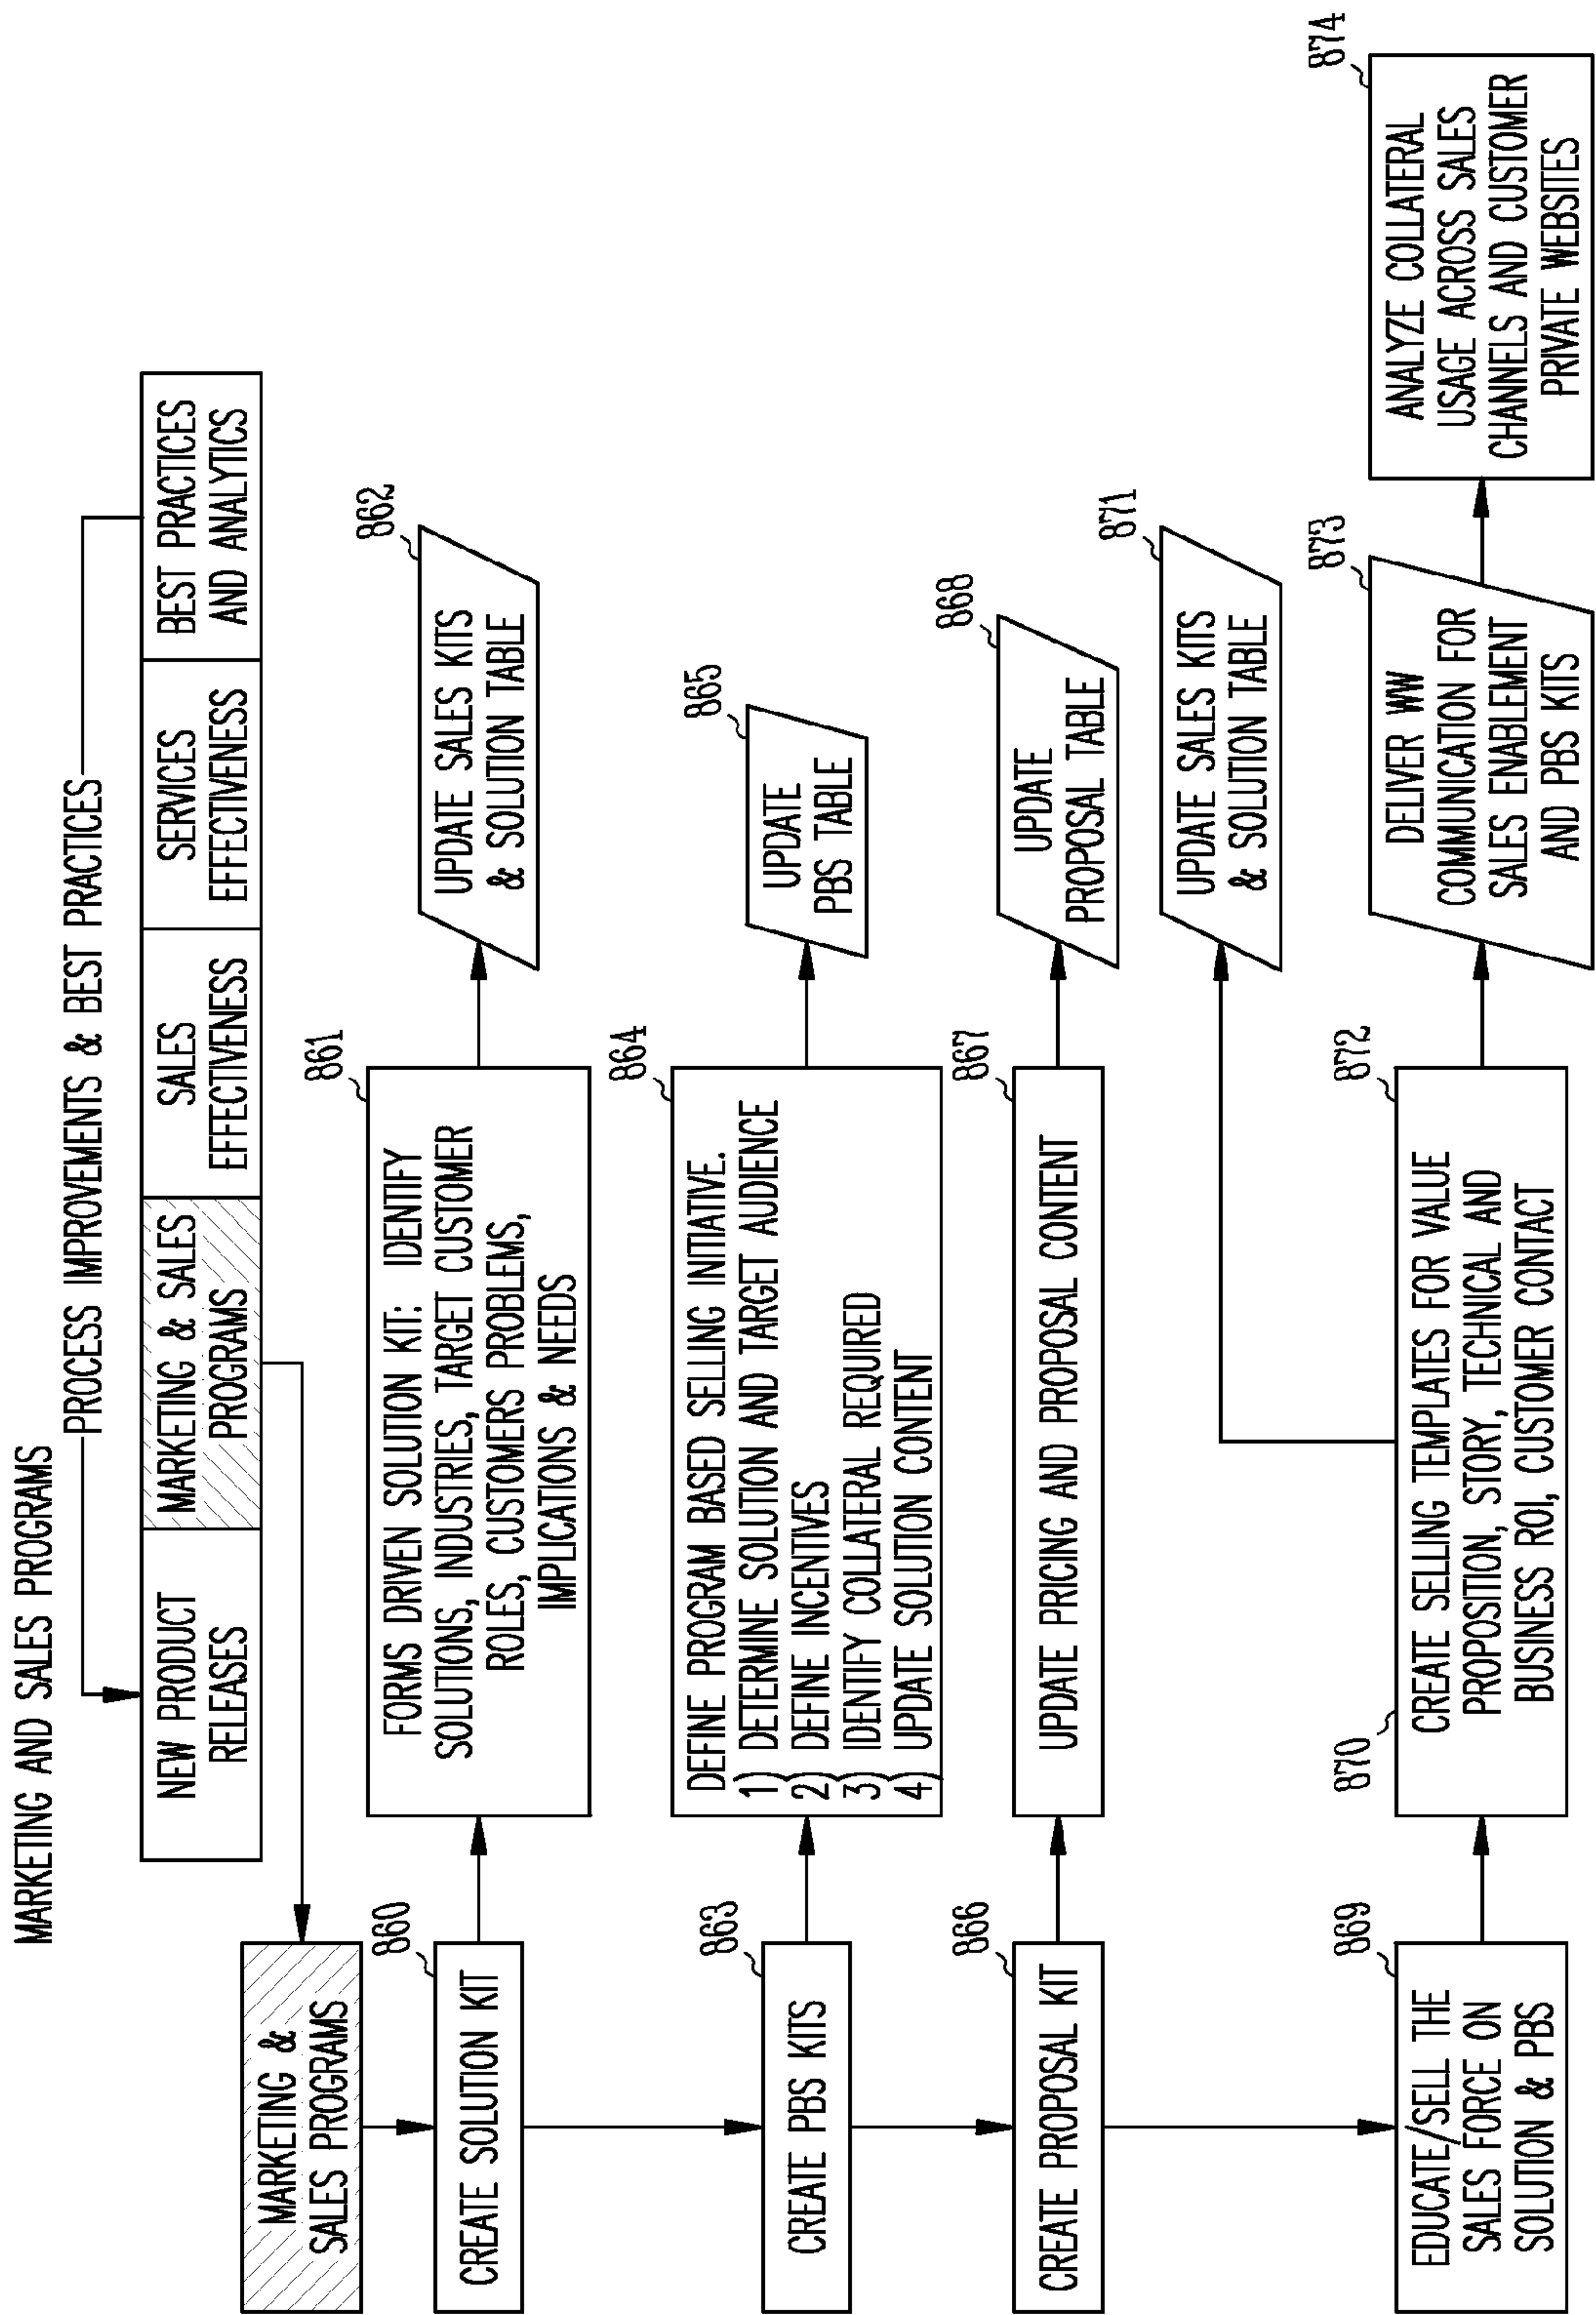 MARKETING AND SALES PROGRAMS
PROCESS IMPROVEMENTS & BEST PRACTICES
NEW PRODUCT
RELEASES
MARKETING & SALES
PROGRAMS
SALES
EFFECTIVENESS
SERVICES
EFFECTIVENESS
BEST PRACTICES
AND ANALYTICS
MARKETING &
SALES PROGRAMS
860
CREATE SOLUTION KIT
861
FORMS DRIVEN SOLUTION KIT: IDENTIFY
SOLUTIONS, INDUSTRIES, TARGET CUSTOMER
ROLES, CUSTOMERS PROBLEMS,
IMPLICATIONS & NEEDS
862
UPDATE SALES KITS
& SOLUTION TABLE
863
CREATE PBS KITS
864
DEFINE PROGRAM BASED SELLING INITIATIVE.
1) DETERMINE SOLUTION AND TARGET AUDIENCE
2) DEFINE INCENTIVES
3) IDENTIFY COLLATERAL REQUIRED
4) UPDATE SOLUTION CONTENT
865
UPDATE
PBS TABLE
866
CREATE PROPOSAL KIT
867
UPDATE PRICING AND PROPOSAL CONTENT
868
UPDATE
PROPOSAL TABLE
871
UPDATE SALES KITS
& SOLUTION TABLE
869
EDUCATE/SELL THE
SALES FORCE ON
SOLUTION & PBS
870
872
CREATE SELLING TEMPLATES FOR VALUE
PROPOSITION, STORY, TECHNICAL AND
BUSINESS ROI, CUSTOMER CONTACT
873
DELIVER WW
COMMUNICATION FOR
SALES ENABLEMENT
AND PBS KITS
874
ANALYZE COLLATERAL
USAGE ACROSS SALES
CHANNELS AND CUSTOMER
PRIVATE WEBSITES